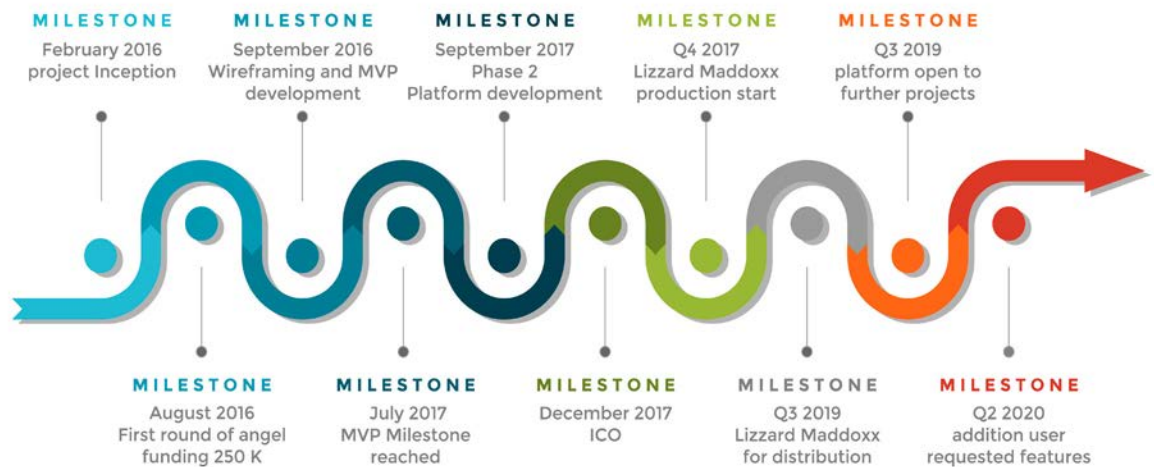 MILESTONE
February 2016
project Inception
MILESTONE
September 2016
Wireframing and MVP
development
MILESTONE
September 2017
Phase 2
Platform development
MILESTONE
Q4 2017
Lizzard Maddoxx
production start
MILESTONE
Q3 2019
platform open to
further projects
MILESTONE
August 2016
First round of angel
funding 250 K
MILESTONE
July 2017
MVP Milestone
reached
MILESTONE
December 2017
ICO
MILESTONE
Q3 2019
Lizzard Maddoxx
for distribution
MILESTONE
Q2 2020
addition user
requested features